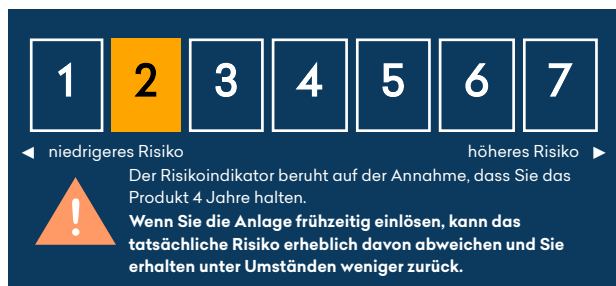 1 2 3 4 5 6 7
◄ niedrigeres Risiko höheres Risiko ►
Der Risikoindikator beruht auf der Annahme, dass Sie das
Produkt 4 Jahre halten.
!
Wenn Sie die Anlage frühzeitig einlösen, kann das
tatsächliche Risiko erheblich davon abweichen und Sie
erhalten unter Umständen weniger zurück.